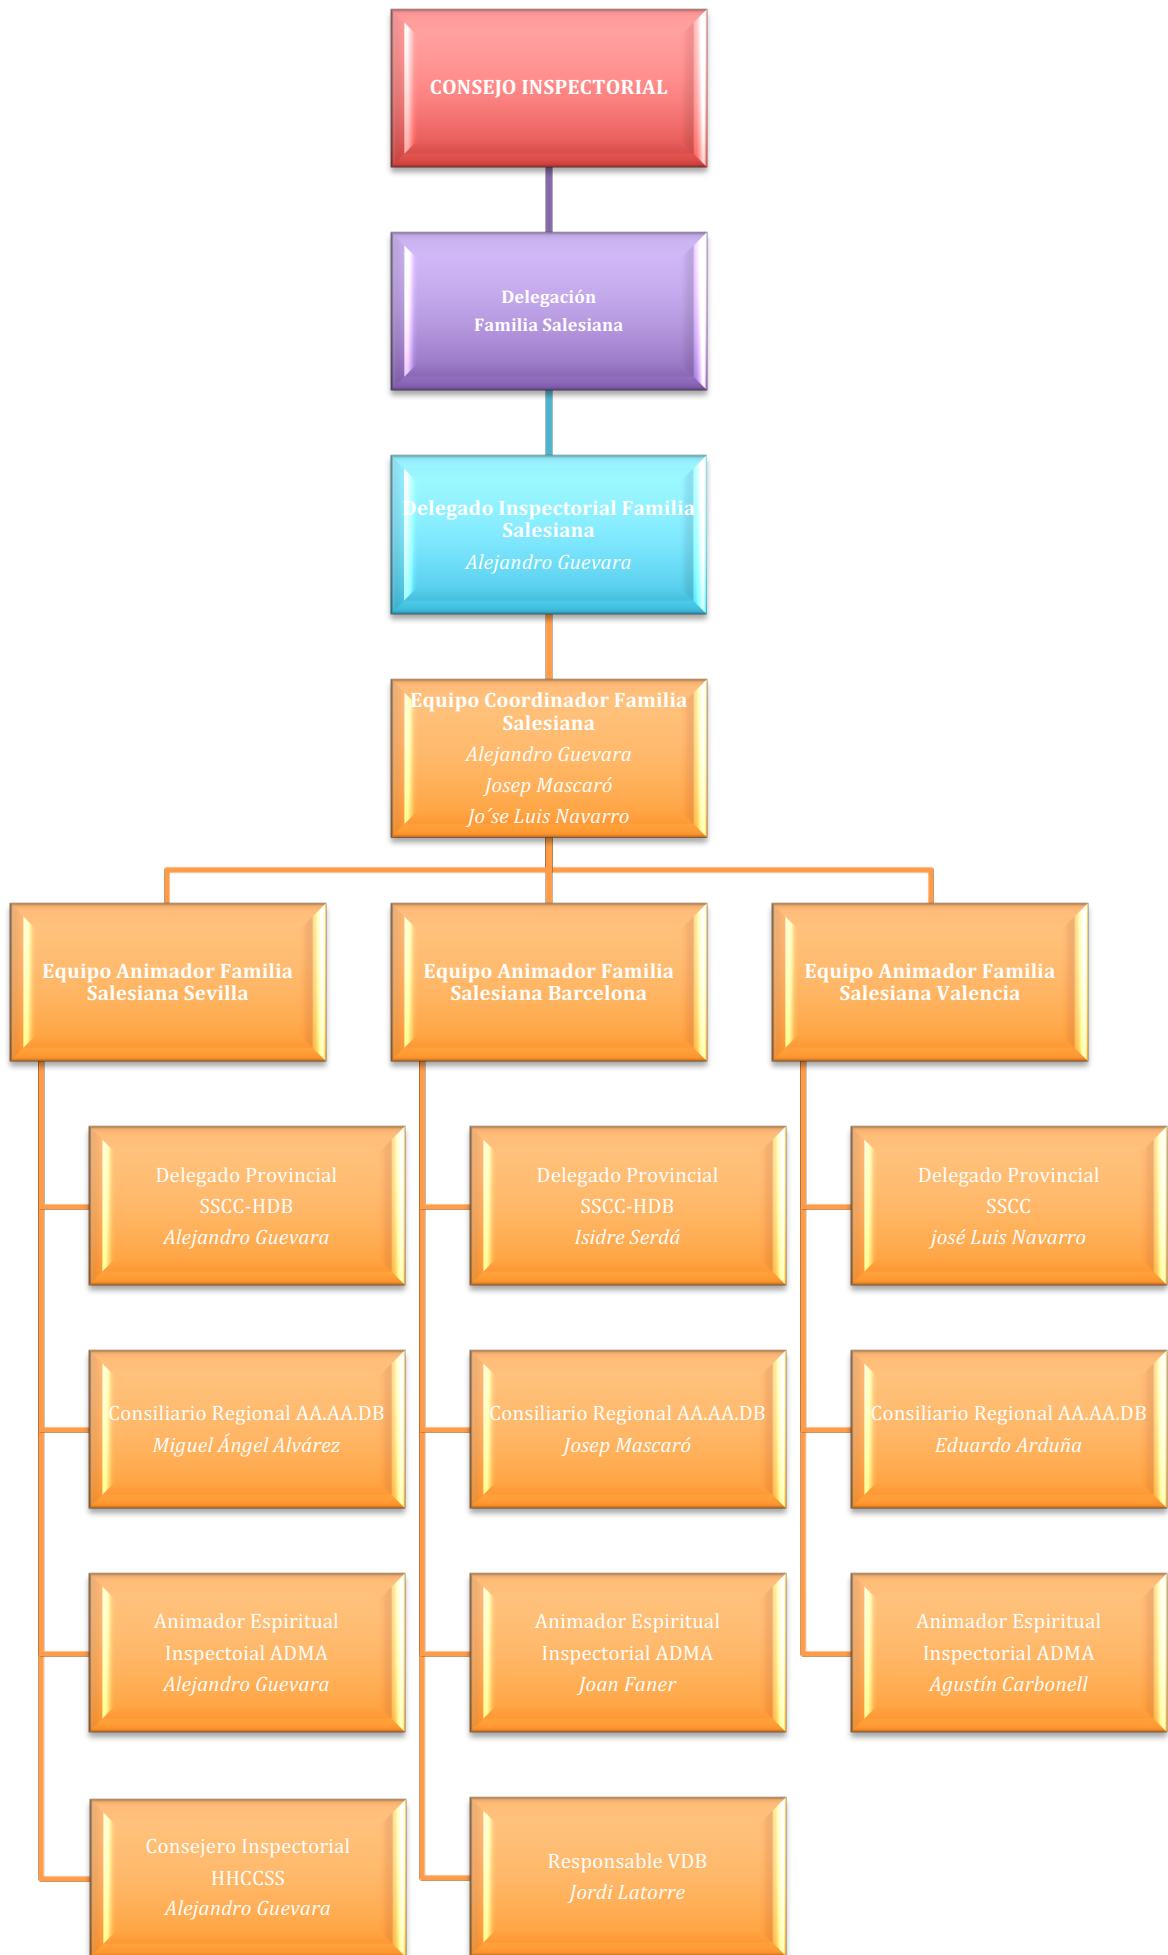 CONSEJO INSPECTORIAL
Delegación
Familia Salesiana
Delegado Inspectorial Familia
Salesiana
Alejandro Guevara
Equipo Coordinador Familia
Salesiana
Alejandro Guevara
Josep Mascaró
Jo´se Luis Navarro
Equipo Animador Familia
Salesiana Sevilla
Equipo Animador Familia
Salesiana Barcelona
Equipo Animador Familia
Salesiana Valencia
Delegado Provincial
SSCC-HDB
Alejandro Guevara
Delegado Provincial
SSCC-HDB
Isidre Serdá
Delegado Provincial
SSCC
josé Luis Navarro
Consiliario Regional AA.AA.DB
Miguel Ángel Alvárez
Consiliario Regional AA.AA.DB
Josep Mascaró
Consiliario Regional AA.AA.DB
Eduardo Arduña
Animador Espiritual
Inspectoial ADMA
Alejandro Guevara
Animador Espiritual
Inspectorial ADMA
Joan Faner
Animador Espiritual
Inspectorial ADMA
Agustín Carbonell
Consejero Inspectorial
HHCCSS
Alejandro Guevara
Responsable VDB
Jordi Latorre